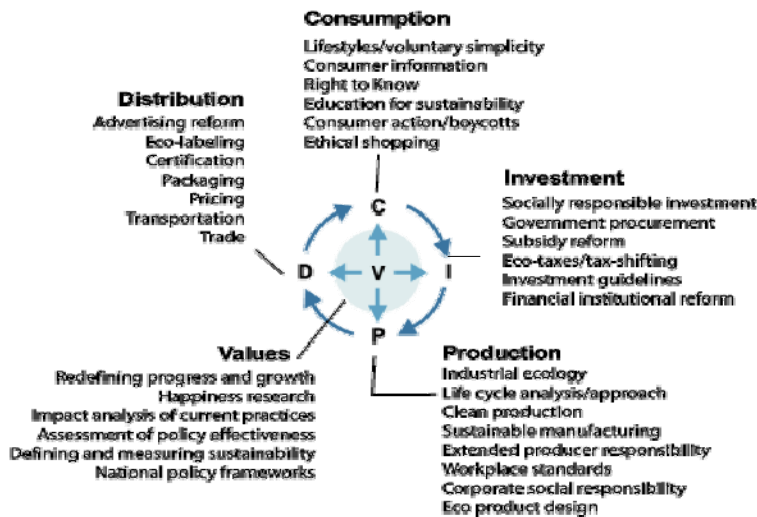 Consumption
Lifestyles/voluntary simplicity
Consumer information
Right to Know
Education for sustainability
Consumer action/boycotts
Ethical shopping
Distribution
Advertising reform
Eco-labeling
Certification
Packaging
Pricing
Transportation
Trade
Investment
Socially responsible investment
Government procurement
Subsidy reform
Eco-taxes/tax-shifting
Investment guidelines
Financial institutional reform
C
D
V
I
P
Values
Redefining progress and growth
Happiness research
Impact analysis of current practices
Assessment of policy effectiveness
Defining and measuring sustainability
National policy frameworks
Production
Industrial ecology
Life cycle analysis/approach
Clean production
Sustainable manufacturing
Extended producer responsibility
Workplace standards
Corporate social responsibility
Eco product design